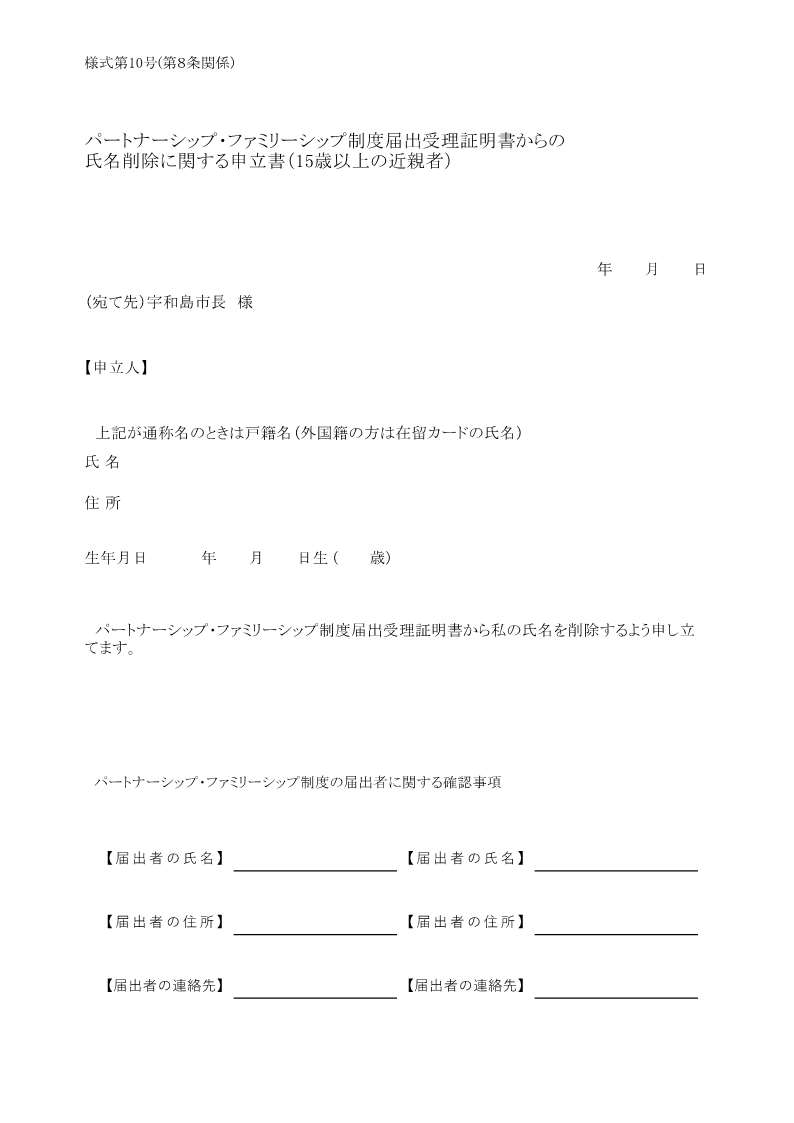 様式第10号(第８条関係)
パートナーシップ・ファミリーシップ制度届出受理証明書からの
氏名削除に関する申立書（15歳以上の近親者）
年　　月　　日
（宛て先）宇和島市長　様
【申立人】
上記が通称名のときは戸籍名（外国籍の方は在留カードの氏名）
氏 名
住 所
生年月日　　　年　　月　　日生（　　歳）
パートナーシップ・ファミリーシップ制度届出受理証明書から私の氏名を削除するよう申し立
てます。
パートナーシップ・ファミリーシップ制度の届出者に関する確認事項
【届出者の氏名】　【届出者の氏名】
【届出者の住所】　【届出者の住所】
【届出者の連絡先】　【届出者の連絡先】